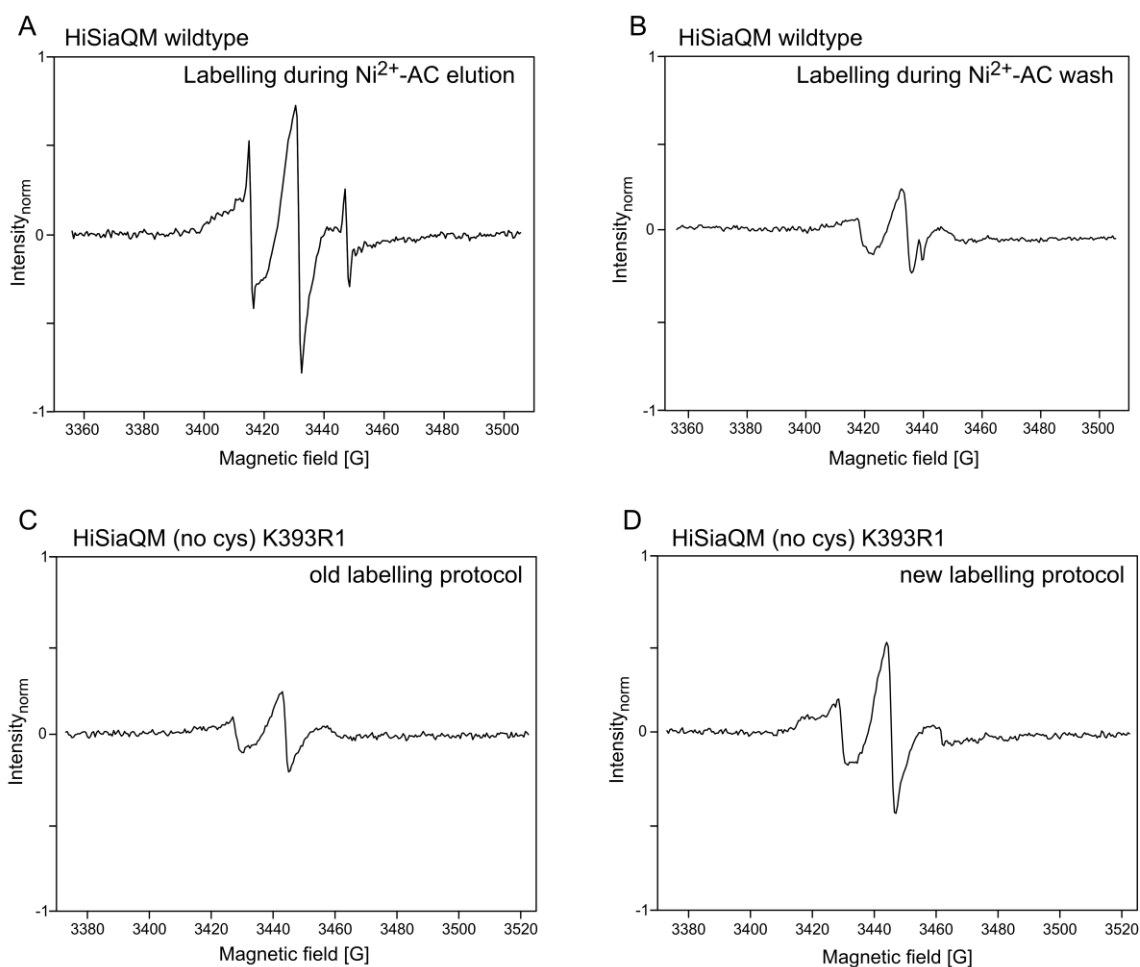 A
HiSiaQM wildtype
Labelling during Ni²⁺-AC elution
1
0
-1
Intensity_norm
3360 3380 3400 3420 3440 3460 3480 3500
Magnetic field [G]
B
HiSiaQM wildtype
Labelling during Ni²⁺-AC wash
1
0
-1
Intensity_norm
3360 3380 3400 3420 3440 3460 3480 3500
Magnetic field [G]
C
HiSiaQM (no cys) K393R1
old labelling protocol
1
0
-1
Intensity_norm
3380 3400 3420 3440 3460 3480 3500 3520
Magnetic field [G]
D
HiSiaQM (no cys) K393R1
new labelling protocol
1
0
-1
Intensity_norm
3380 3400 3420 3440 3460 3480 3500 3520
Magnetic field [G]